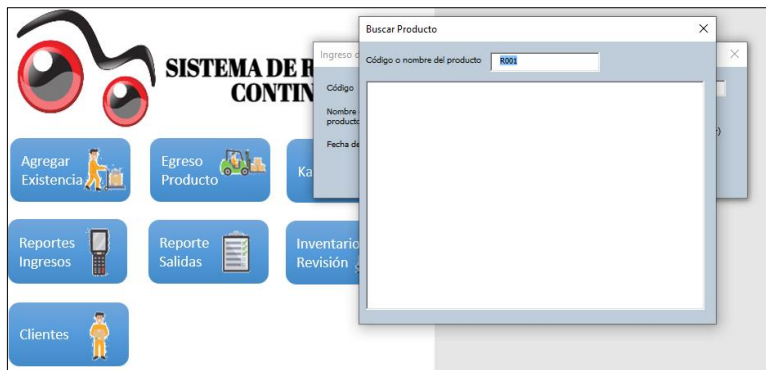 Buscar Producto
Código o nombre del producto R001
Ingreso d
Código
Nombre
producto
Fecha de
SISTEMA DE R
CONTIN
Agregar
Existencia
Egreso
Producto
Ka
Reportes
Ingresos
Reporte
Salidas
Inventario
Revisión
Clientes